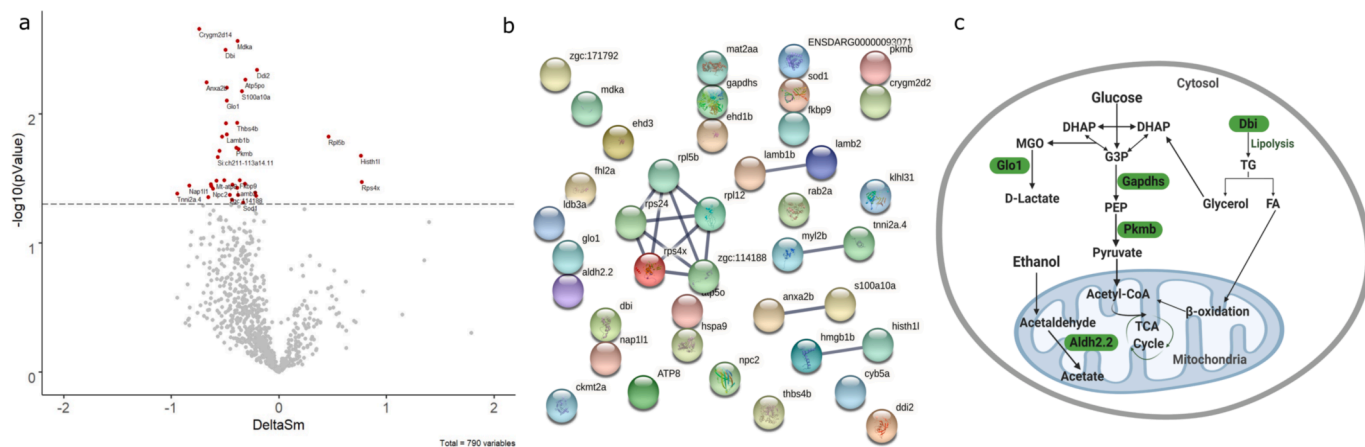 a
Crygm2d14
Mdka
Dbi
Ddi2
Atp5po
Anxa2b
S100a10a
Glo1
Thbs4b
Lamb1b
Rpl5b
Pkmb
Si:ch211-113a14.11
Hist1l
Fkbp9
Rps4x
Nap1l1
Npc2
Tnni2a.4
Sod1
-log10(pValue)
2
1
0
-2
-1
0
1
2
DeltaSm
Total = 790 variables
b
zgc:171792
mat2aa
ENSDARG00000093071
pkmb
gapdhs
sod1
crygm2d2
mdka
fkbp9
ehd3
ehd1b
rpl5b
lamb1b
lamb2
fhl2a
klhl31
rps24
rpl12
rab2a
ldb3a
rps4x
myl2b
tnni2a.4
glo1
zgc:114188
aldh2.2
anxa2b
s100a10a
dbi
hspa9
hmgb1b
histh1l
nap1l1
npc2
ckmt2a
ATP8
cyb5a
thbs4b
ddi2
c
Cytosol
Glucose
DHAP
DHAP
Dbi
MGO
Lipolysis
G3P
TG
Glo1
Gapdhs
D-Lactate
Glycerol
FA
PEP
Pkmb
Ethanol
Pyruvate
Acetyl-CoA
β-oxidation
Acetaldehyde
TCA
Cycle
Aldh2.2
Mitochondria
Acetate